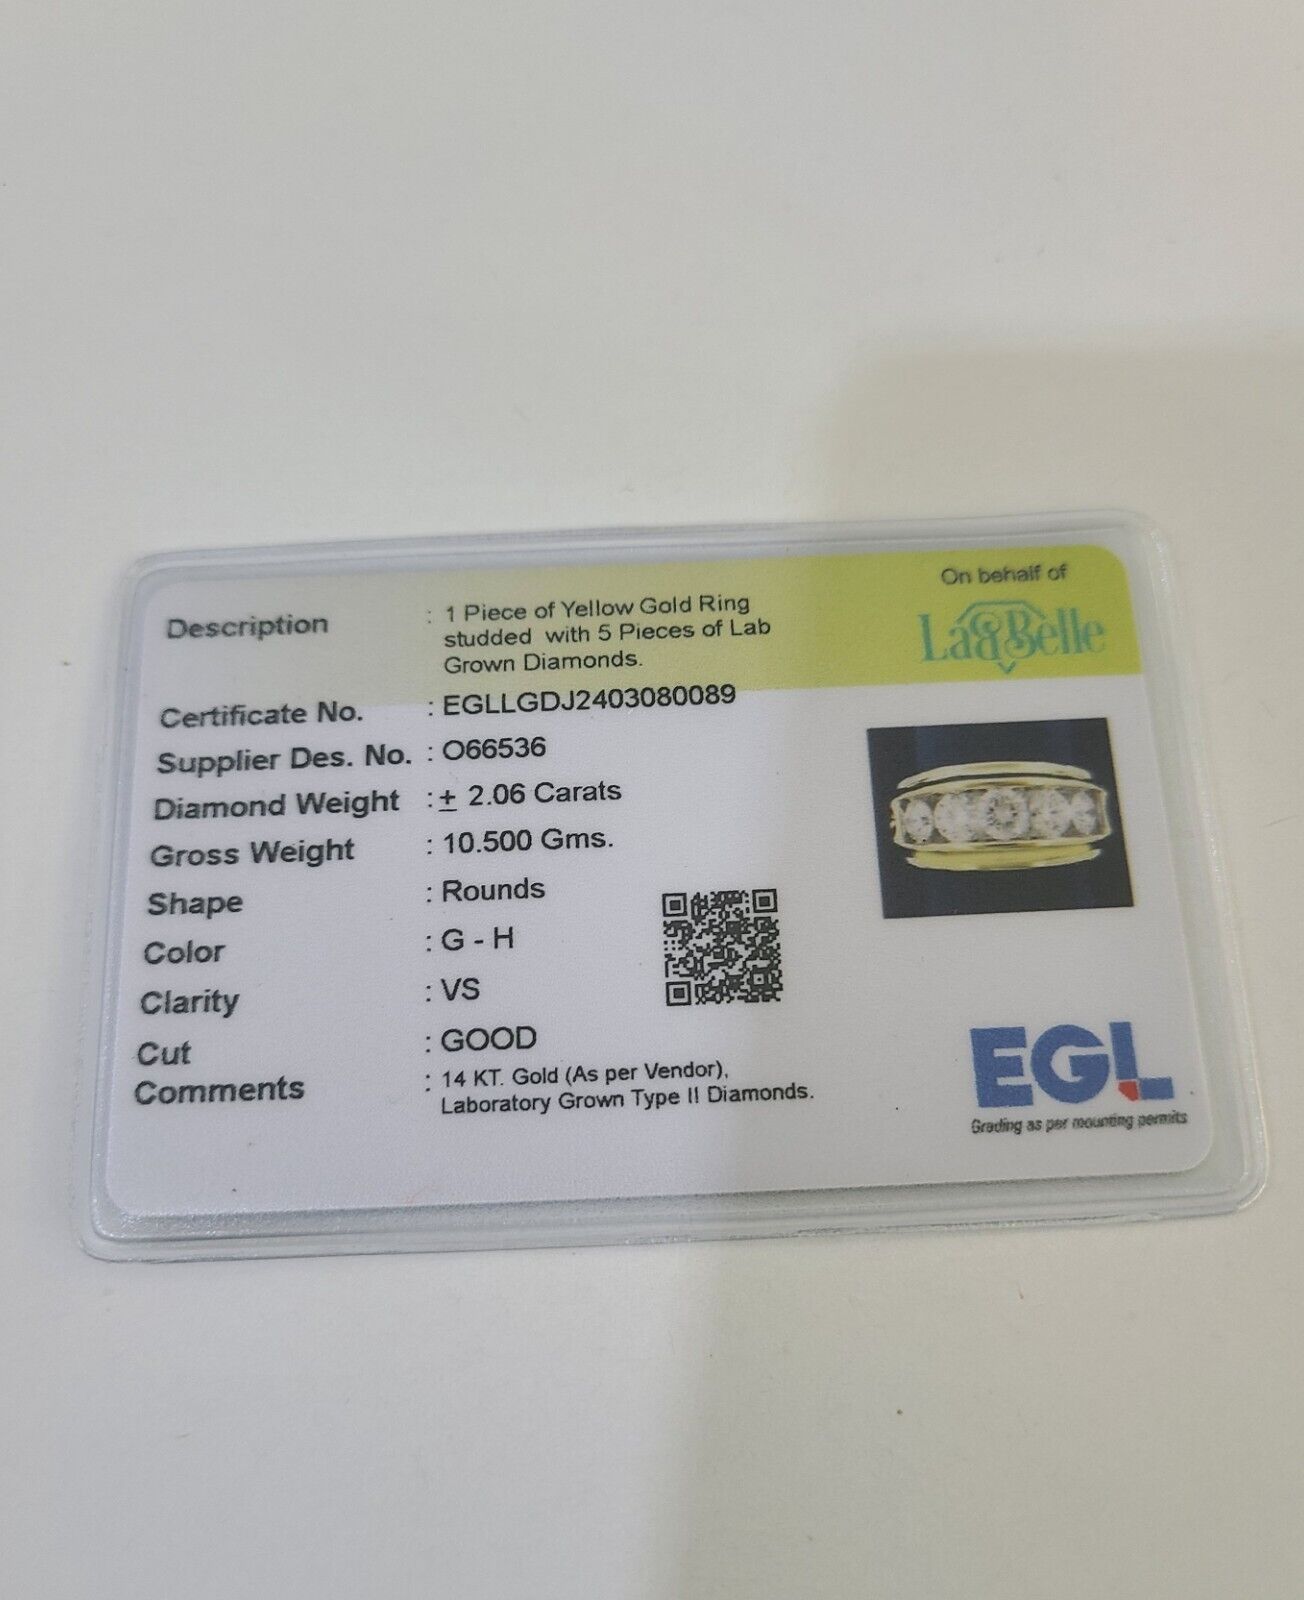 On behalf of
La Belle
Description : 1 Piece of Yellow Gold Ring
studded with 5 Pieces of Lab
Grown Diamonds.
Certificate No. : EGLLGDJ2403080089
Supplier Des. No. : O66536
Diamond Weight : ± 2.06 Carats
Gross Weight : 10.500 Gms.
Shape : Rounds
Color : G - H
Clarity : VS
Cut : GOOD
Comments : 14 KT. Gold (As per Vendor),
Laboratory Grown Type II Diamonds.
EGL
Grading as per mounting permits